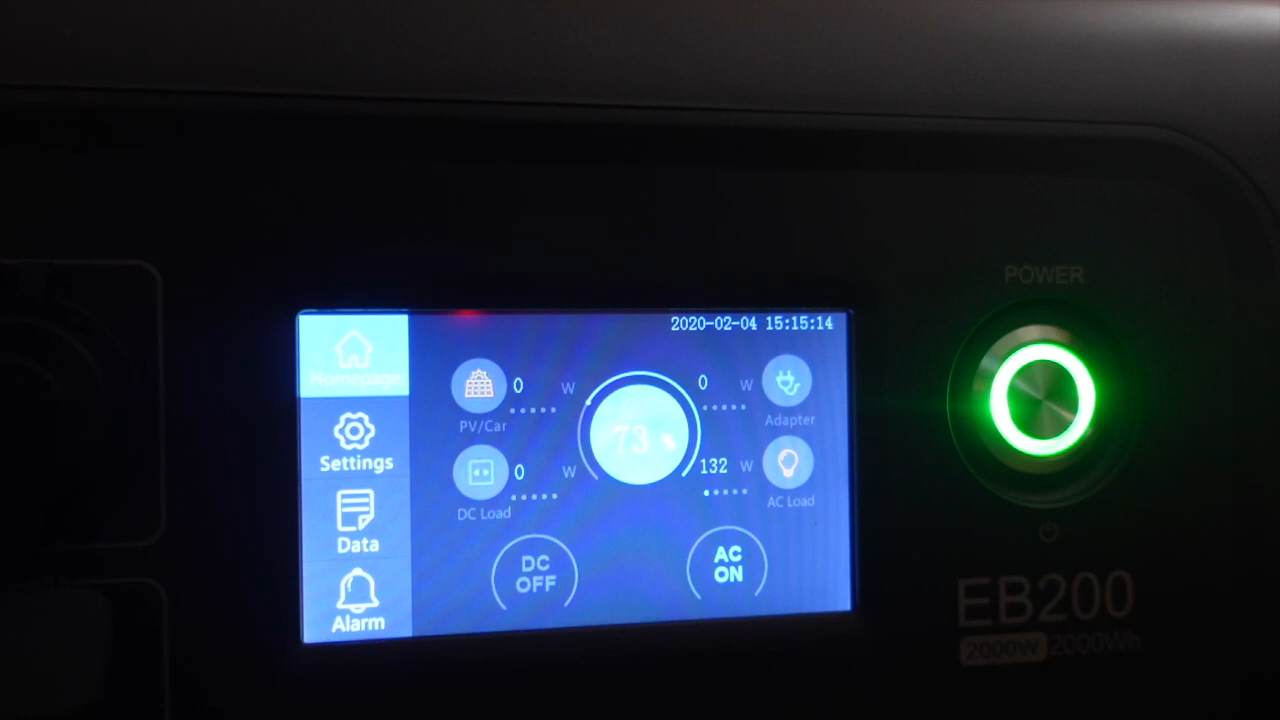 2020-02-04 15:15:14
Homepage
Settings
Data
Alarm
0 W
PV/Car
0 W
DC Load
73 %
0 W
Adapter
132 W
AC Load
DC
OFF
AC
ON
POWER
EB200
2000W 2000Wh